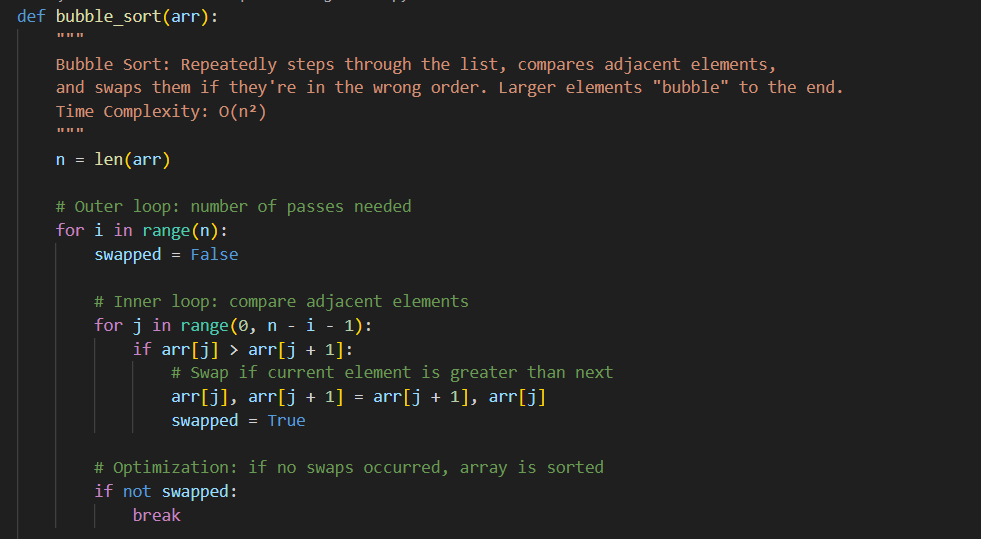 def bubble_sort(arr):
    """
    Bubble Sort: Repeatedly steps through the list, compares adjacent elements,
    and swaps them if they're in the wrong order. Larger elements "bubble" to the end.
    Time Complexity: O(n²)
    """
    n = len(arr)

    # Outer loop: number of passes needed
    for i in range(n):
        swapped = False

        # Inner loop: compare adjacent elements
        for j in range(0, n - i - 1):
            if arr[j] > arr[j + 1]:
                # Swap if current element is greater than next
                arr[j], arr[j + 1] = arr[j + 1], arr[j]
                swapped = True

        # Optimization: if no swaps occurred, array is sorted
        if not swapped:
            break